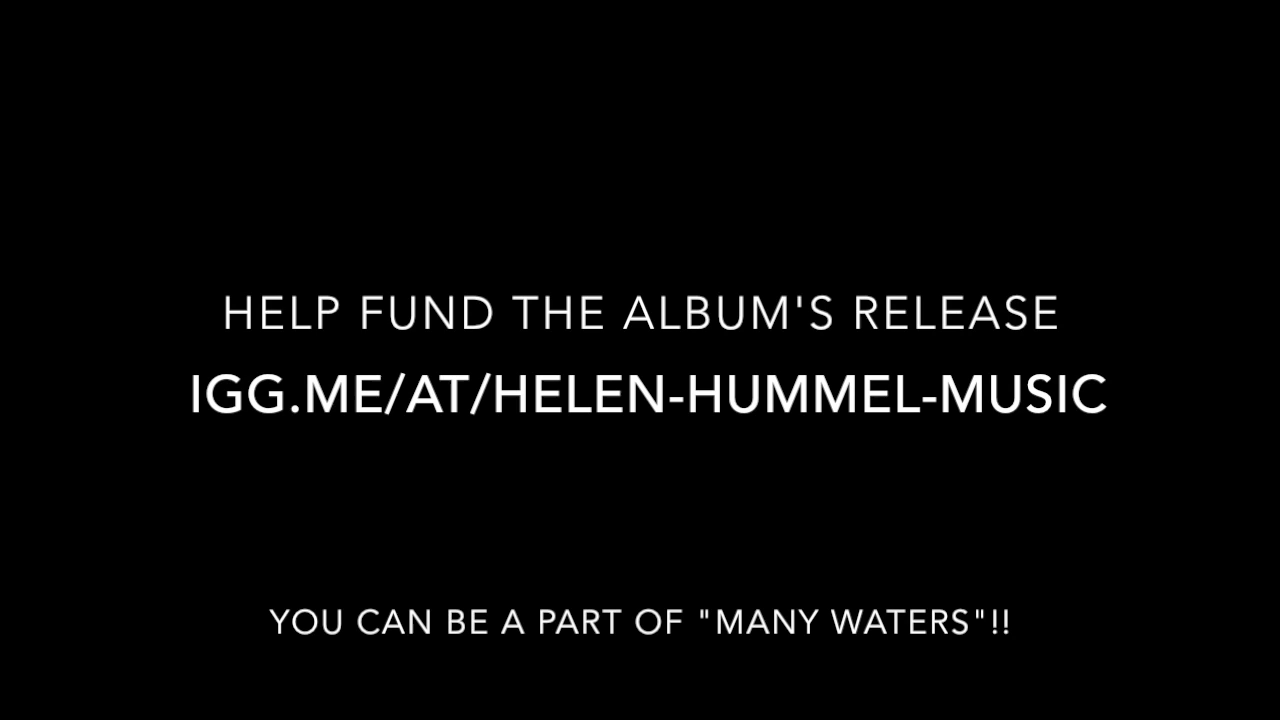 HELP FUND THE ALBUM'S RELEASE
IGG.ME/AT/HELEN-HUMMEL-MUSIC
YOU CAN BE A PART OF "MANY WATERS"!!